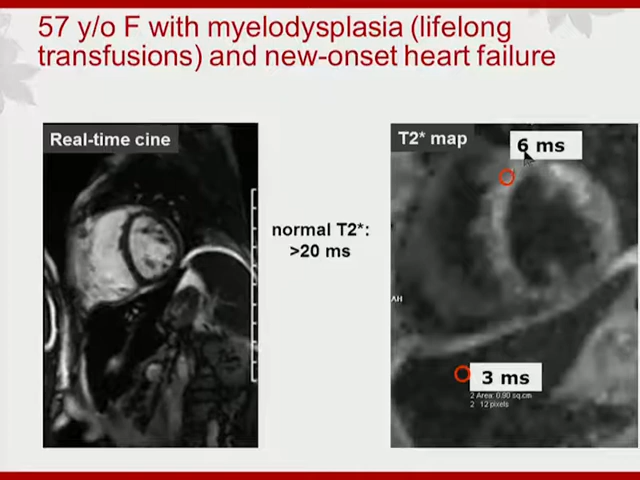 57 y/o F with myelodysplasia (lifelong
transfusions) and new-onset heart failure
Real-time cine
normal T2*:
>20 ms
T2* map
6 ms
AH
3 ms
2 Area: 0.90 sq.cm
2 12 pixels